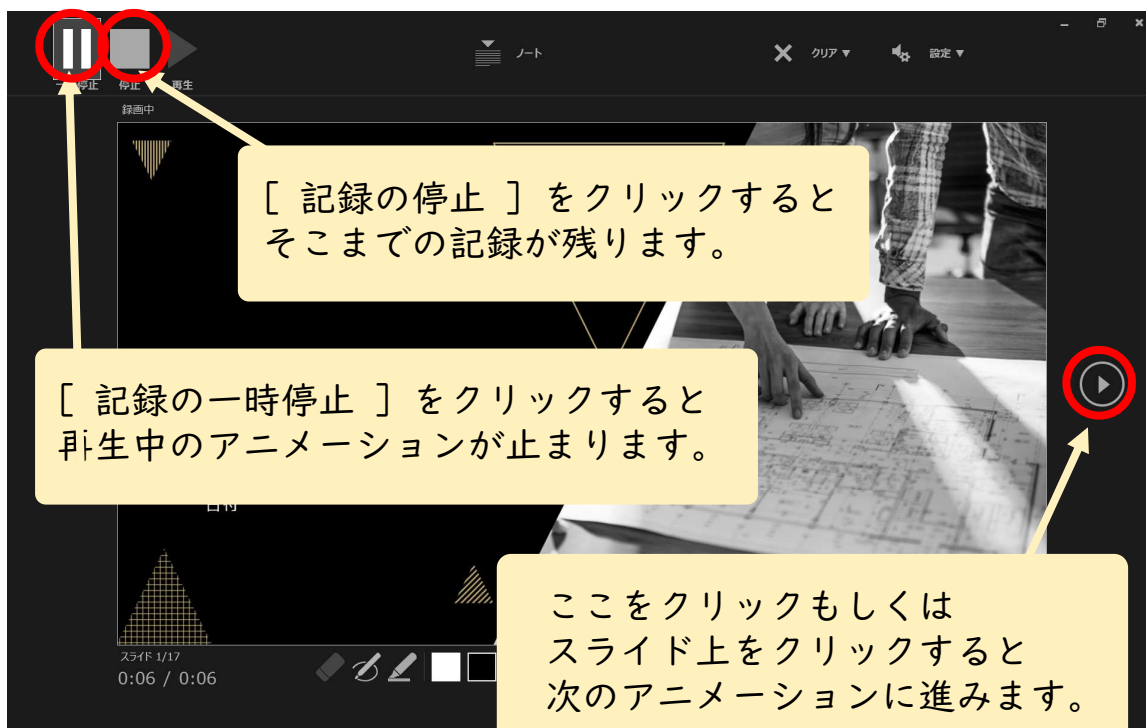 一時停止 停止 再生
ノート
クリア 設定
録画中
[ 記録の停止 ] をクリックすると
そこまでの記録が残ります。
[ 記録の一時停止 ] をクリックすると
再生中のアニメーションが止まります。
ここをクリックもしくは
スライド上をクリックすると
次のアニメーションに進みます。
スライド 1/17
0:06 / 0:06